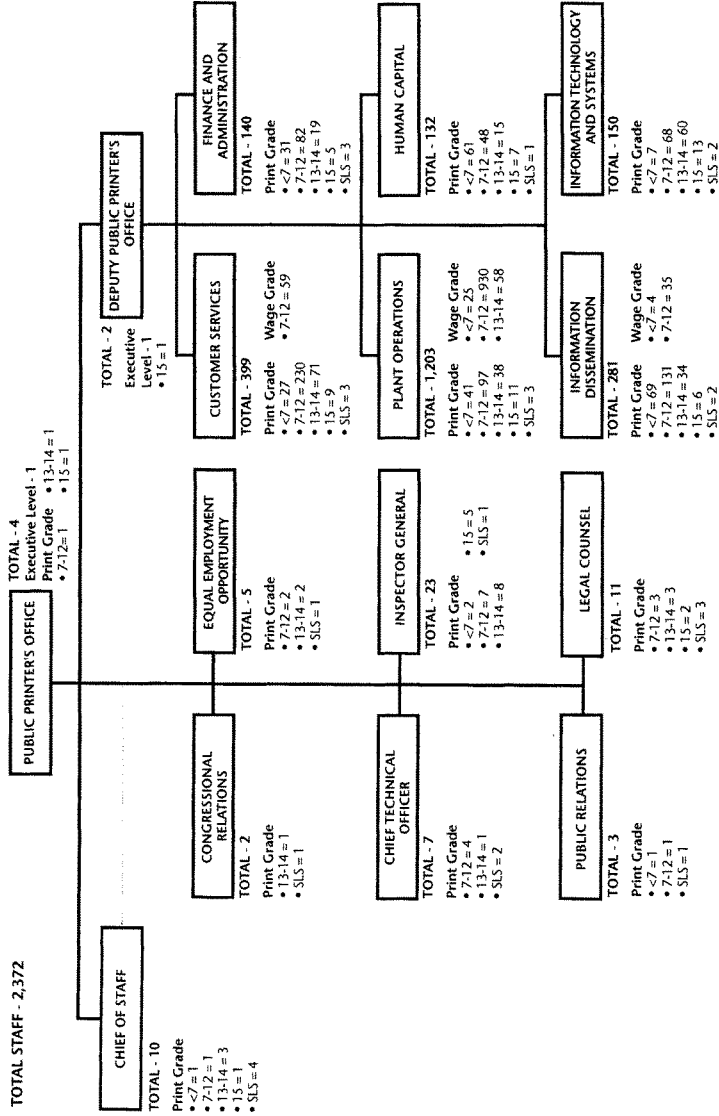 TOTAL STAFF - 2,372
PUBLIC PRINTER'S OFFICE
TOTAL - 4
Executive Level - 1
Print Grade
• 7-12= 1
• 13-14 = 1
• 15 = 1
CHIEF OF STAFF
TOTAL - 10
Print Grade
• <7 = 1
• 7-12 = 1
• 13-14 = 3
• 15 = 1
• SLS = 4
DEPUTY PUBLIC PRINTER'S
OFFICE
TOTAL - 2
Executive
Level - 1
• 15 = 1
CONGRESSIONAL
RELATIONS
TOTAL - 2
Print Grade
• 13-14 = 1
• SLS = 1
EQUAL EMPLOYMENT
OPPORTUNITY
TOTAL - 5
Print Grade
• 7-12 = 2
• 13-14 = 2
• SLS = 1
CUSTOMER SERVICES
TOTAL - 399
Print Grade
• <7 = 27
• 7-12 = 230
• 13-14 = 71
• 15 = 9
• SLS = 3
Wage Grade
• 7-12 = 59
FINANCE AND
ADMINISTRATION
TOTAL - 140
Print Grade
• <7 = 31
• 7-12 = 82
• 13-14 = 19
• 15 = 5
• SLS = 3
CHIEF TECHNICAL
OFFICER
TOTAL - 7
Print Grade
• 7-12 = 4
• 13-14 = 1
• SLS = 2
INSPECTOR GENERAL
TOTAL - 23
Print Grade
• <7 = 2
• 7-12 = 7
• 13-14 = 8
• 15 = 5
• SLS = 1
PLANT OPERATIONS
TOTAL - 1,203
Print Grade
• <7 = 41
• 7-12 = 97
• 13-14 = 38
• 15 = 11
• SLS = 3
Wage Grade
• <7 = 25
• 7-12 = 930
• 13-14 = 58
HUMAN CAPITAL
TOTAL - 132
Print Grade
• <7 = 61
• 7-12 = 48
• 13-14 = 15
• 15 = 7
• SLS = 1
PUBLIC RELATIONS
TOTAL - 3
Print Grade
• <7 = 1
• 7-12 = 1
• SLS = 1
LEGAL COUNSEL
TOTAL - 11
Print Grade
• 7-12 = 3
• 13-14 = 3
• 15 = 2
• SLS = 3
INFORMATION
DISSEMINATION
TOTAL - 281
Print Grade
• <7 = 69
• 7-12 = 131
• 13-14 = 34
• 15 = 6
• SLS = 2
Wage Grade
• <7 = 4
• 7-12 = 35
INFORMATION TECHNOLOGY
AND SYSTEMS
TOTAL - 150
Print Grade
• <7 = 7
• 7-12 = 68
• 13-14 = 60
• 15 = 13
• SLS = 2